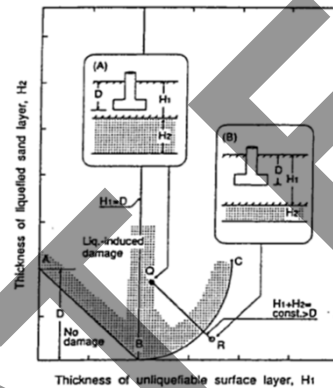 Thickness of liquefied sand layer, H2
(A)
D
H1
H2
(B)
D
H1
H2
H1=D
Liq.-induced
damage
A
Q
C
H1+H2=
const.>D
D
No
damage
B
R
Thickness of unliquefiable surface layer, H1